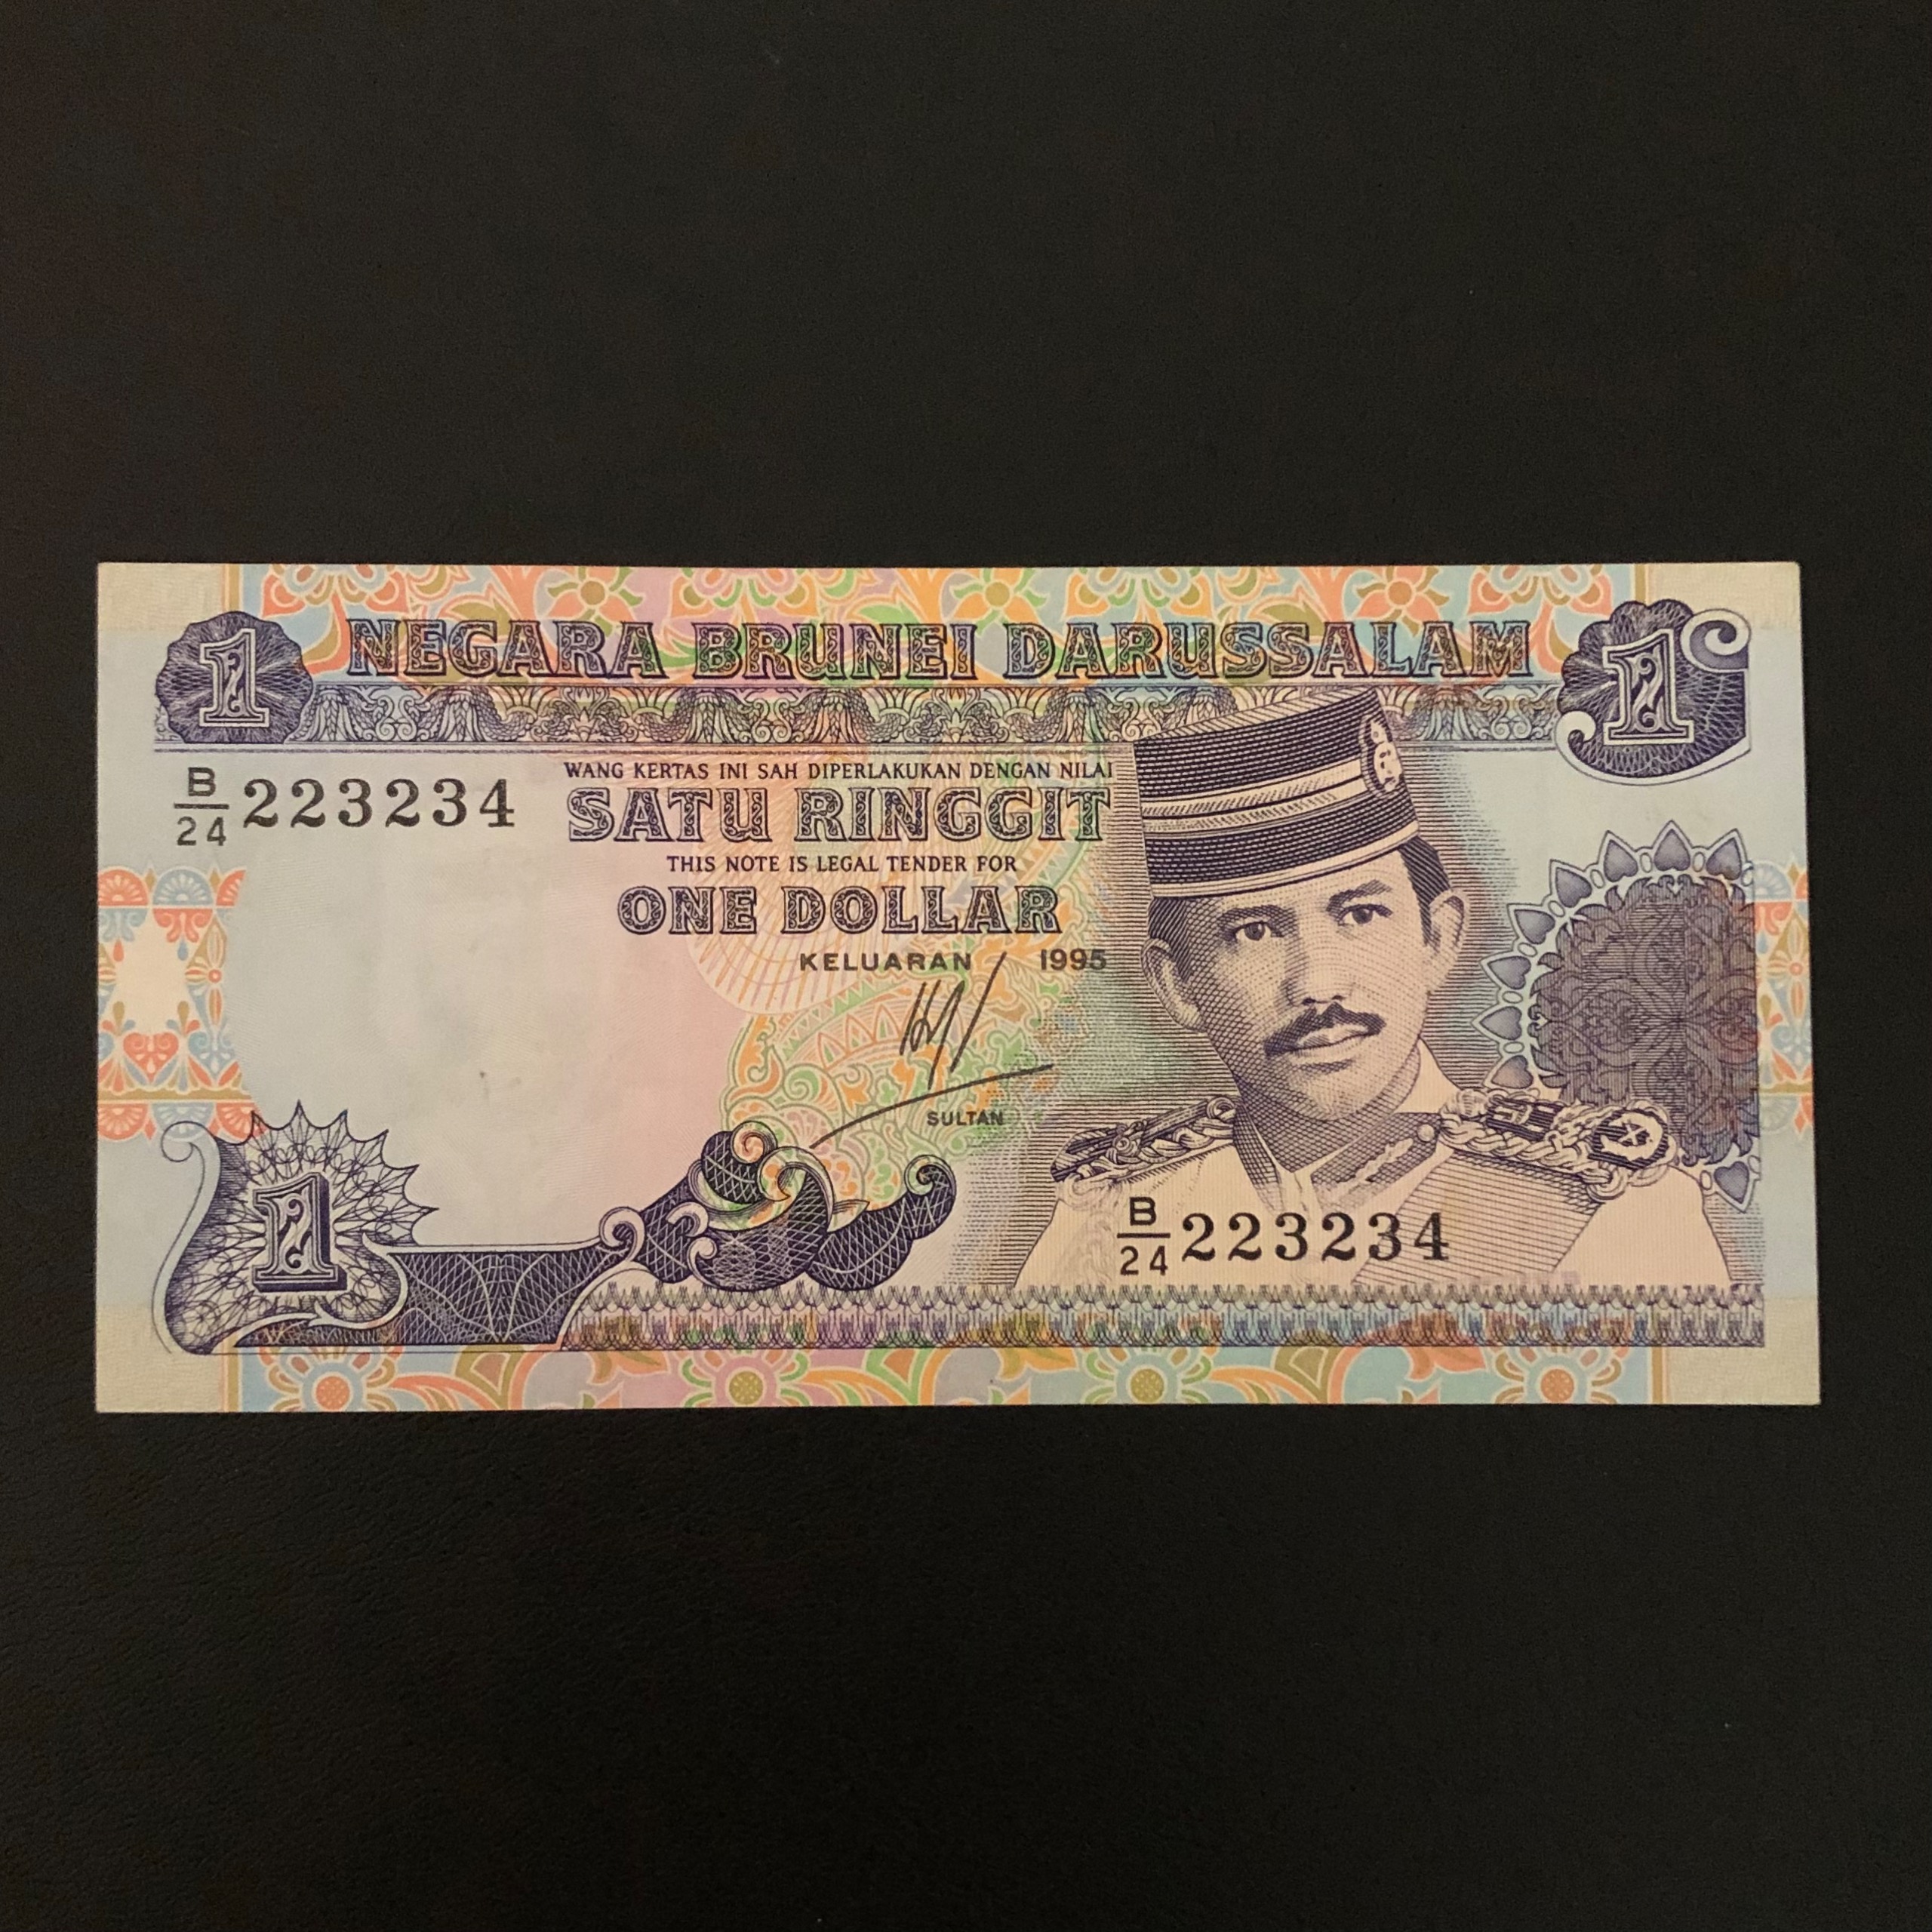 1 NEGARA BRUNEI DARUSSALAM 1
B/24 223234
WANG KERTAS INI SAH DIPERLAKUKAN DENGAN NILAI
SATU RINGGIT
THIS NOTE IS LEGAL TENDER FOR
ONE DOLLAR
KELUARAN 1995
SULTAN
1
B/24 223234